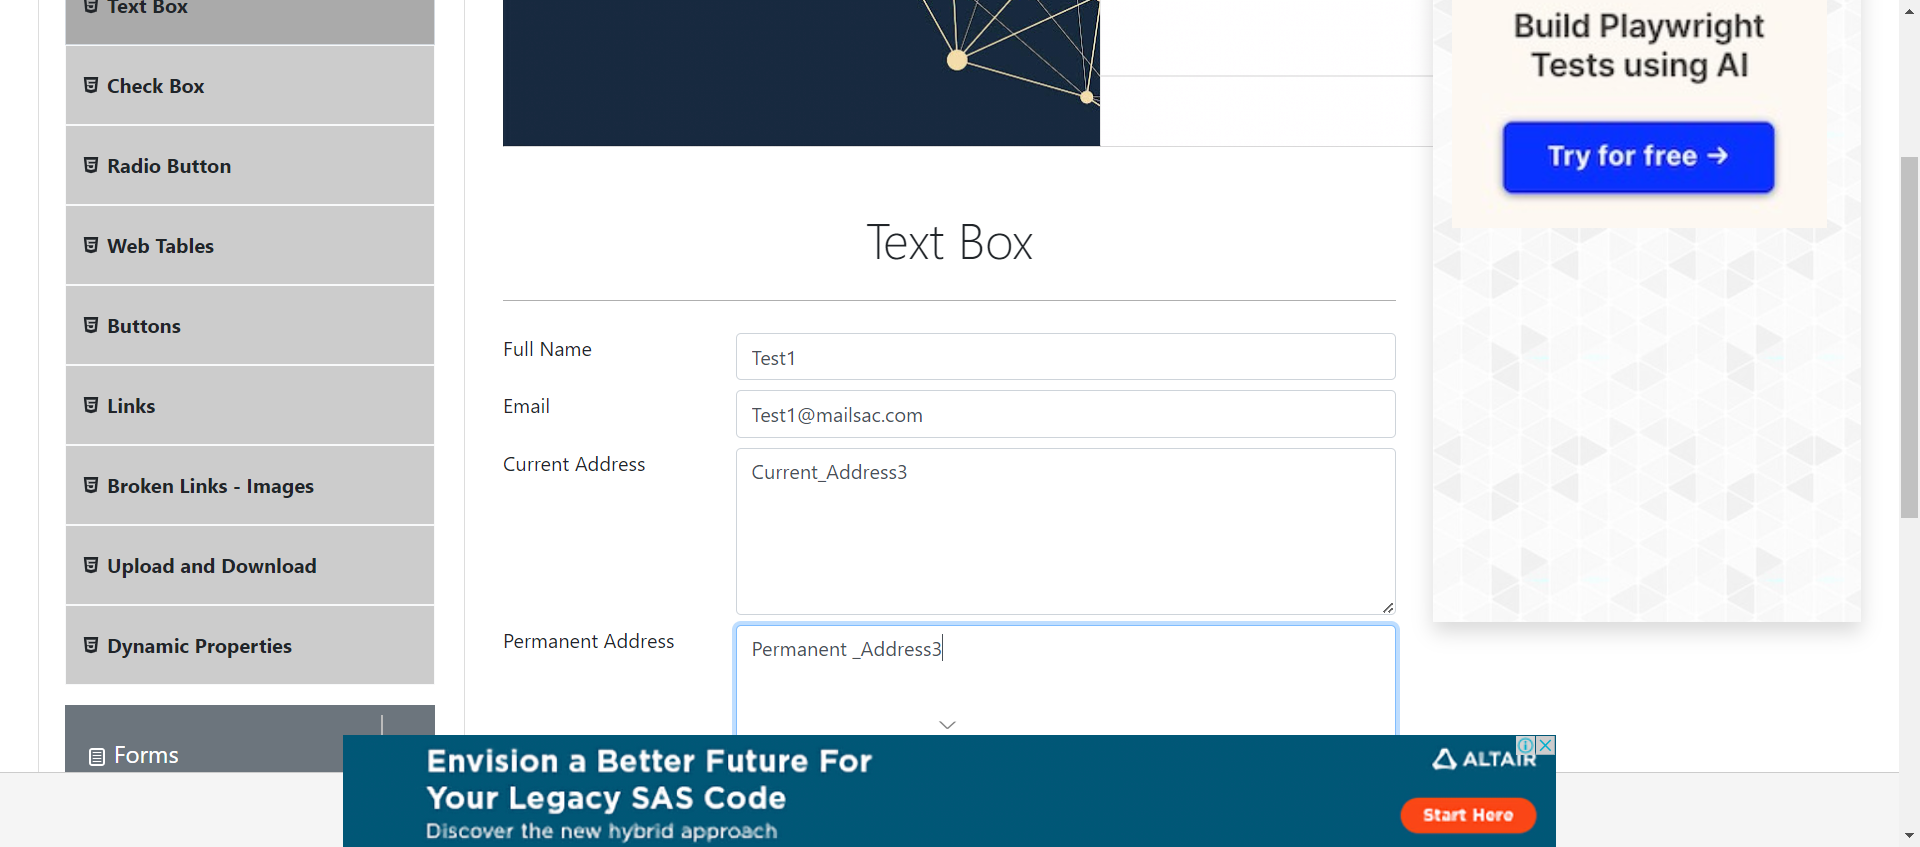 Text Box
Check Box
Radio Button
Web Tables
Buttons
Links
Broken Links - Images
Upload and Download
Dynamic Properties
Forms
Text Box
Full Name
Test1
Email
Test1@mailsac.com
Current Address
Current_Address3
Permanent Address
Permanent _Address3
Build Playwright
Tests using AI
Try for free →
Envision a Better Future For
Your Legacy SAS Code
Discover the new hybrid approach
ALTAIR
Start Here